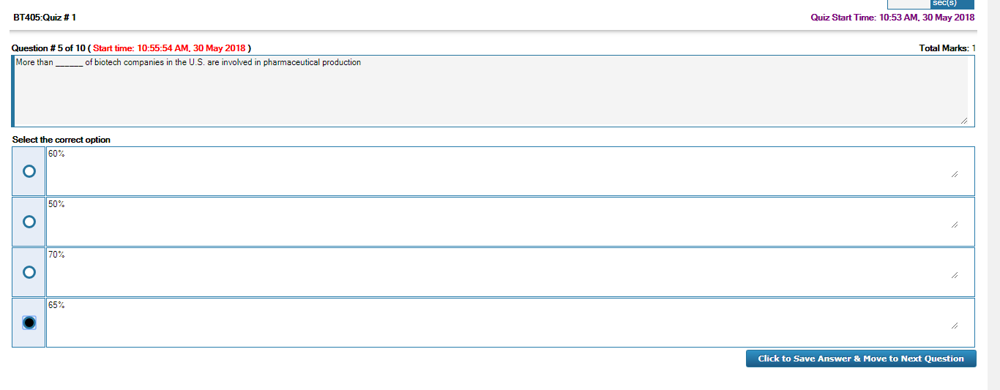 sec(s)
BT405:Quiz # 1
Quiz Start Time: 10:53 AM, 30 May 2018
Question # 5 of 10 ( Start time: 10:55:54 AM, 30 May 2018 )
Total Marks: 1
More than ______ of biotech companies in the U.S. are involved in pharmaceutical production
Select the correct option
60%
50%
70%
65%
Click to Save Answer & Move to Next Question